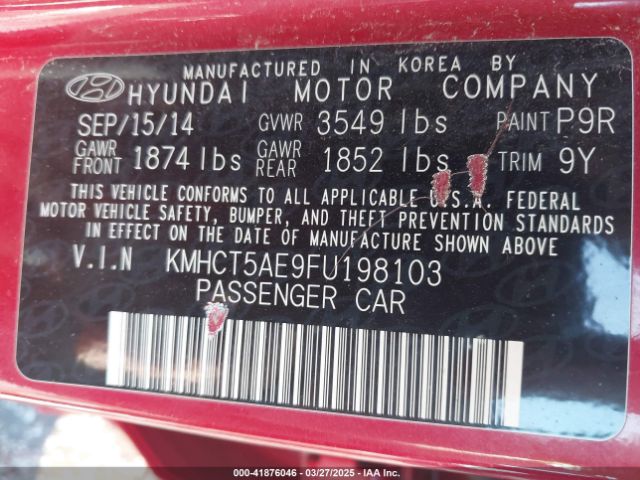 MANUFACTURED IN KOREA BY
HYUNDAI MOTOR COMPANY
SEP/15/14 GVWR 3549 lbs PAINT P9R
GAWR FRONT 1874 lbs GAWR REAR 1852 lbs TRIM 9Y
THIS VEHICLE CONFORMS TO ALL APPLICABLE U.S.A. FEDERAL
MOTOR VEHICLE SAFETY, BUMPER, AND THEFT PREVENTION STANDARDS
IN EFFECT ON THE DATE OF MANUFACTURE SHOWN ABOVE
V.I.N KMHCT5AE9FU198103
PASSENGER CAR
000-41876046 — 03/27/2025 — IAA Inc.